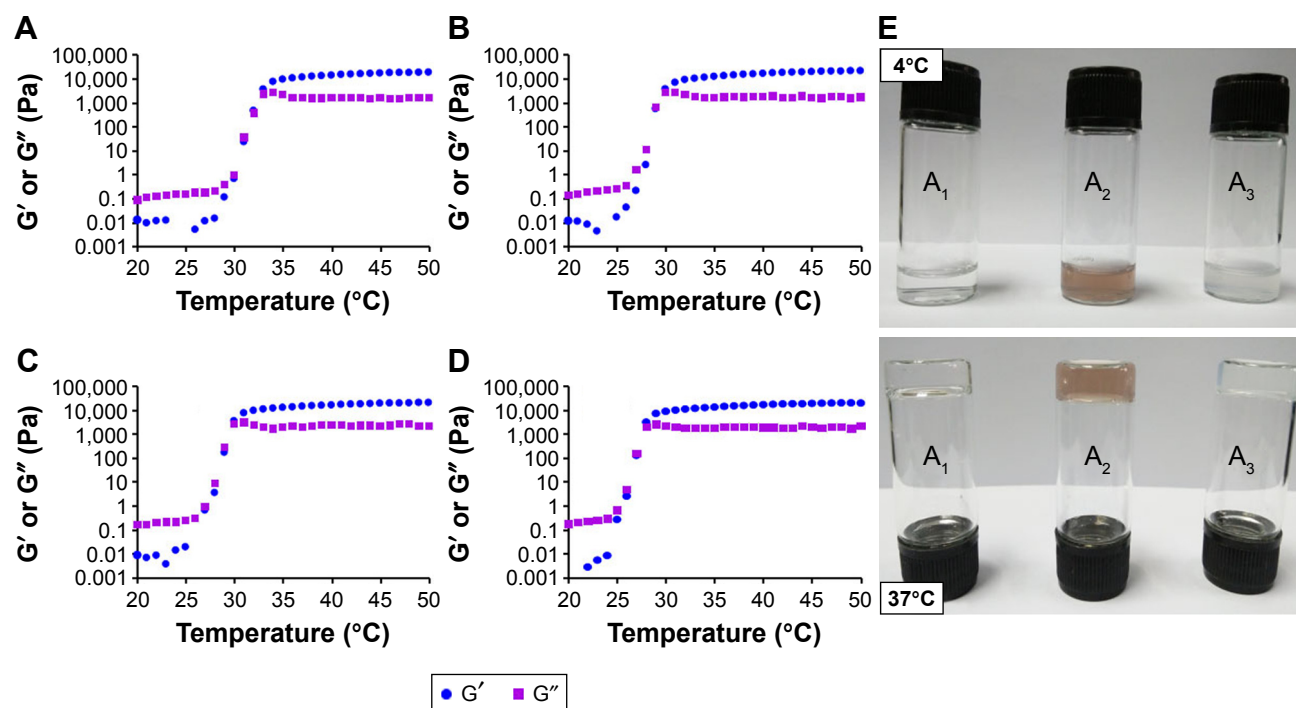 A
G′ or G″ (Pa)
100,000
10,000
1,000
100
10
1
0.1
0.01
0.001
20 25 30 35 40 45 50
Temperature (°C)
B
G′ or G″ (Pa)
100,000
10,000
1,000
100
10
1
0.1
0.01
0.001
20 25 30 35 40 45 50
Temperature (°C)
E
4°C
A₁ A₂ A₃
C
G′ or G″ (Pa)
100,000
10,000
1,000
100
10
1
0.1
0.01
0.001
20 25 30 35 40 45 50
Temperature (°C)
D
G′ or G″ (Pa)
100,000
10,000
1,000
100
10
1
0.1
0.01
0.001
20 25 30 35 40 45 50
Temperature (°C)
A₁ A₂ A₃
37°C
G′ G″